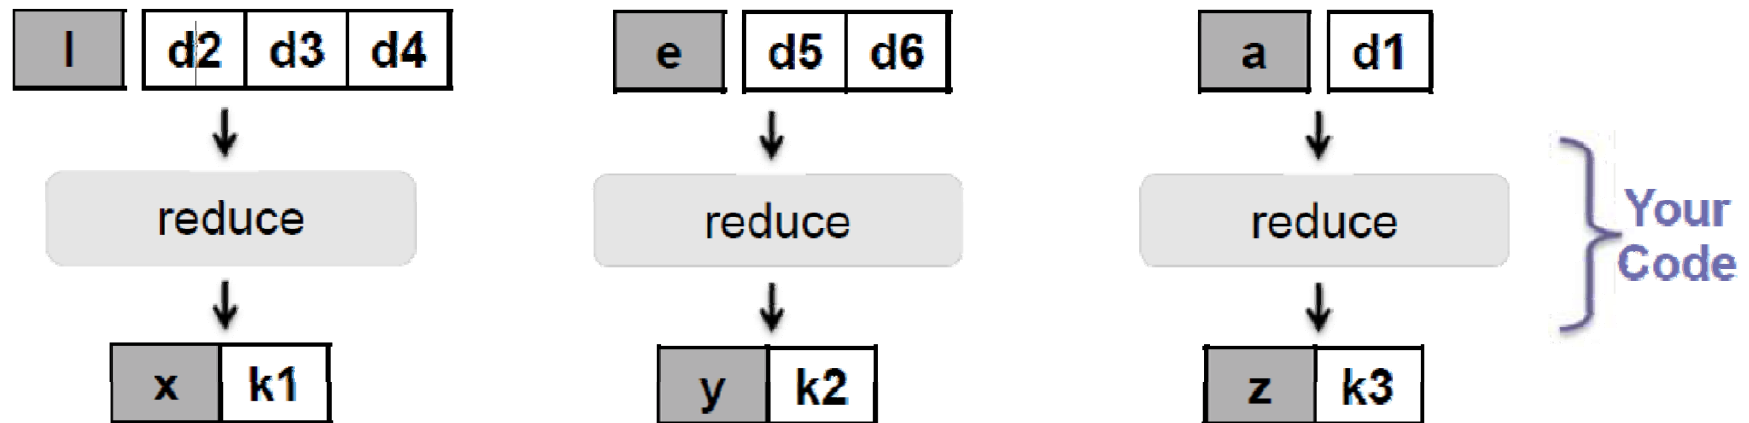 l d2 d3 d4 e d5 d6 a d1
reduce reduce reduce
Your
Code
x k1 y k2 z k3